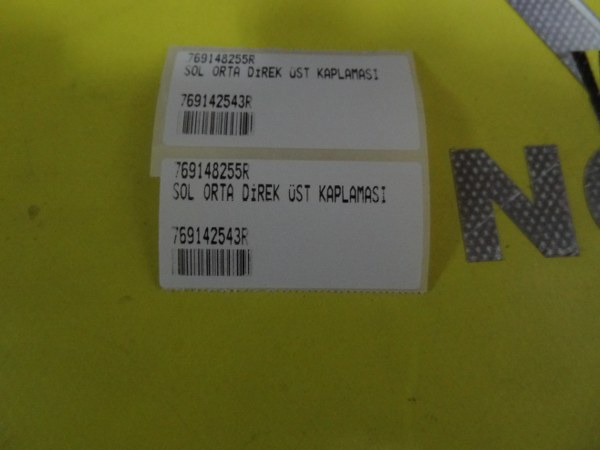 769148255R
SOL ORTA DİREK ÜST KAPLAMASI
769142543R
769148255R
SOL ORTA DİREK ÜST KAPLAMASI
769142543R